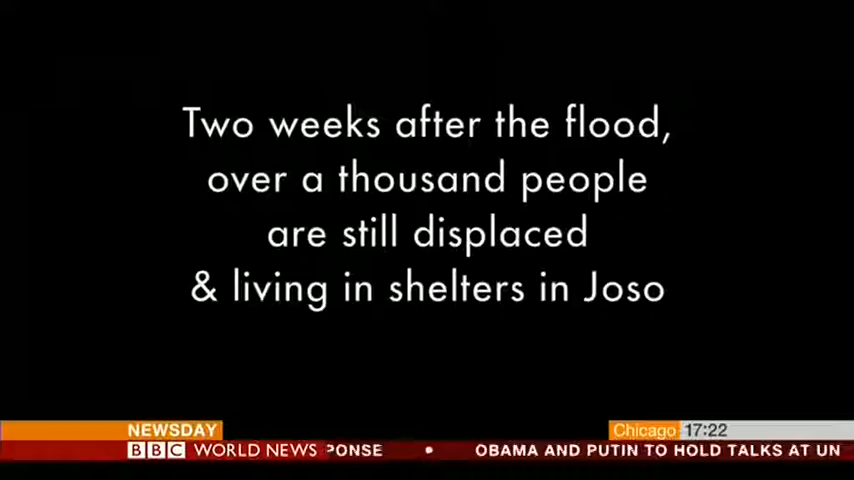 Two weeks after the flood,
over a thousand people
are still displaced
& living in shelters in Joso
NEWSDAY
Chicago 17:22
BBC WORLD NEWS PONSE • OBAMA AND PUTIN TO HOLD TALKS AT UN